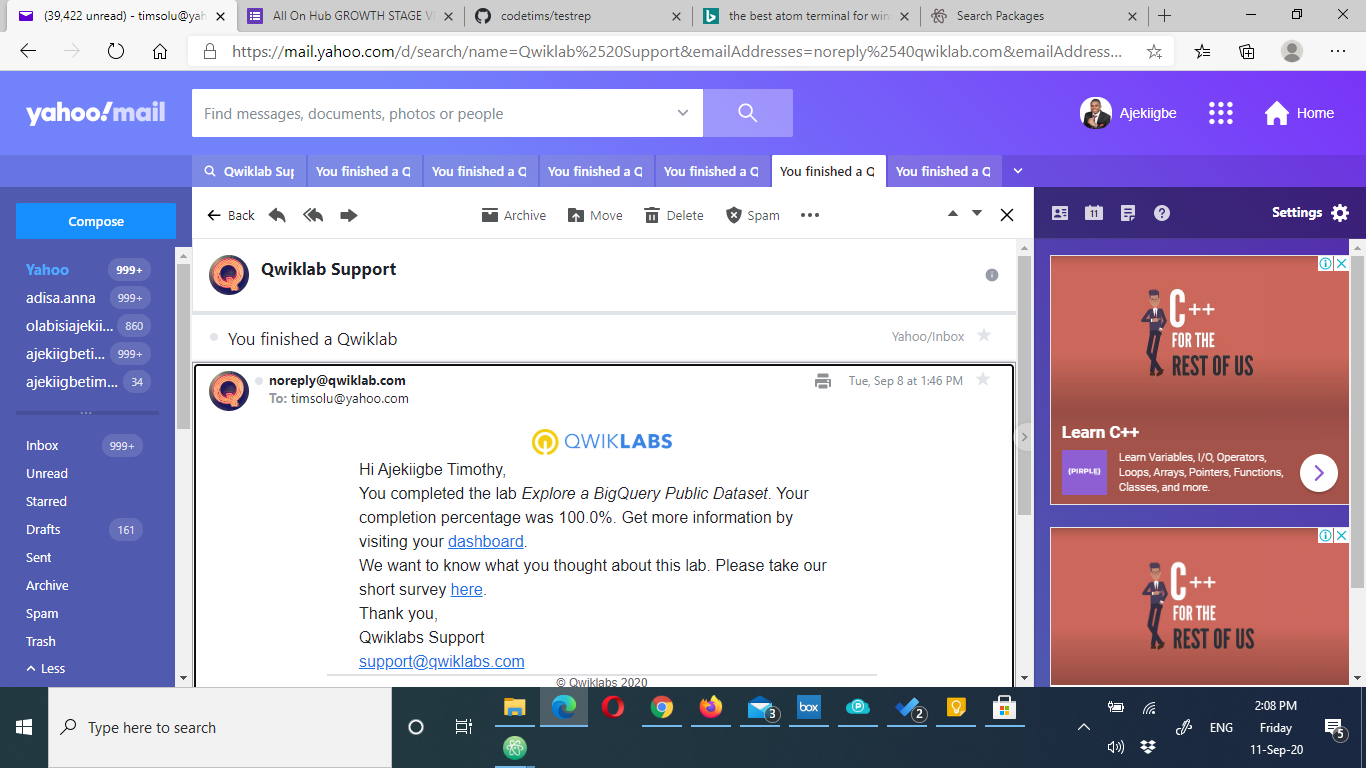 (39,422 unread) - timsolu@yah
All On Hub GROWTH STAGE V
codetims/testrep
the best atom terminal for win
Search Packages
https://mail.yahoo.com/d/search/name=Qwiklab%2520Support&emailAddresses=noreply%2540qwiklab.com&emailAddress...
yahoo!mail
Find messages, documents, photos or people
Ajekiigbe
Home
Qwiklab Sup
You finished a Q
You finished a Q
You finished a Q
You finished a Q
You finished a Q
You finished a Q
Compose
Back
Archive
Move
Delete
Spam
11
Settings
Yahoo 999+
adisa.anna 999+
olabisiajekii... 860
ajekiigbeti... 999+
ajekiigbetim... 34
Inbox 999+
Unread
Starred
Drafts 161
Sent
Archive
Spam
Trash
Less
Qwiklab Support
You finished a Qwiklab
Yahoo/Inbox
noreply@qwiklab.com
Tue, Sep 8 at 1:46 PM
To: timsolu@yahoo.com
QWIKLABS
Hi Ajekiigbe Timothy,
You completed the lab Explore a BigQuery Public Dataset. Your
completion percentage was 100.0%. Get more information by
visiting your dashboard.
We want to know what you thought about this lab. Please take our
short survey here.
Thank you,
Qwiklabs Support
support@qwiklabs.com
© Qwiklabs 2020
C++
FOR THE
REST OF US
Learn C++
{PIRPLE}
Learn Variables, I/O, Operators,
Loops, Arrays, Pointers, Functions,
Classes, and more.
C++
FOR THE
REST OF US
Type here to search
3
box
2
ENG
2:08 PM
Friday
11-Sep-20
5